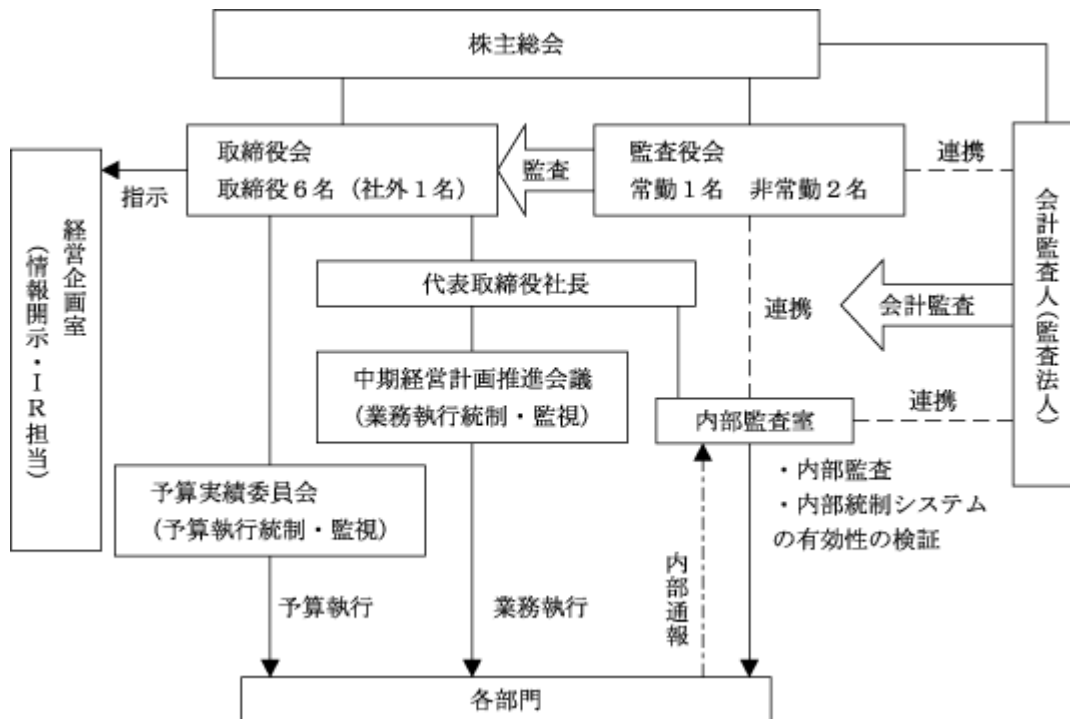 株主総会
取締役会
取締役6名（社外1名）
監査
監査役会
常勤1名　非常勤2名
連携
指示
経営企画室
（情報開示・IR担当）
会計監査人（監査法人）
代表取締役社長
連携
会計監査
中期経営計画推進会議
（業務執行統制・監視）
連携
内部監査室
・内部監査
・内部統制システム
の有効性の検証
予算実績委員会
（予算執行統制・監視）
内部通報
予算執行
業務執行
各部門